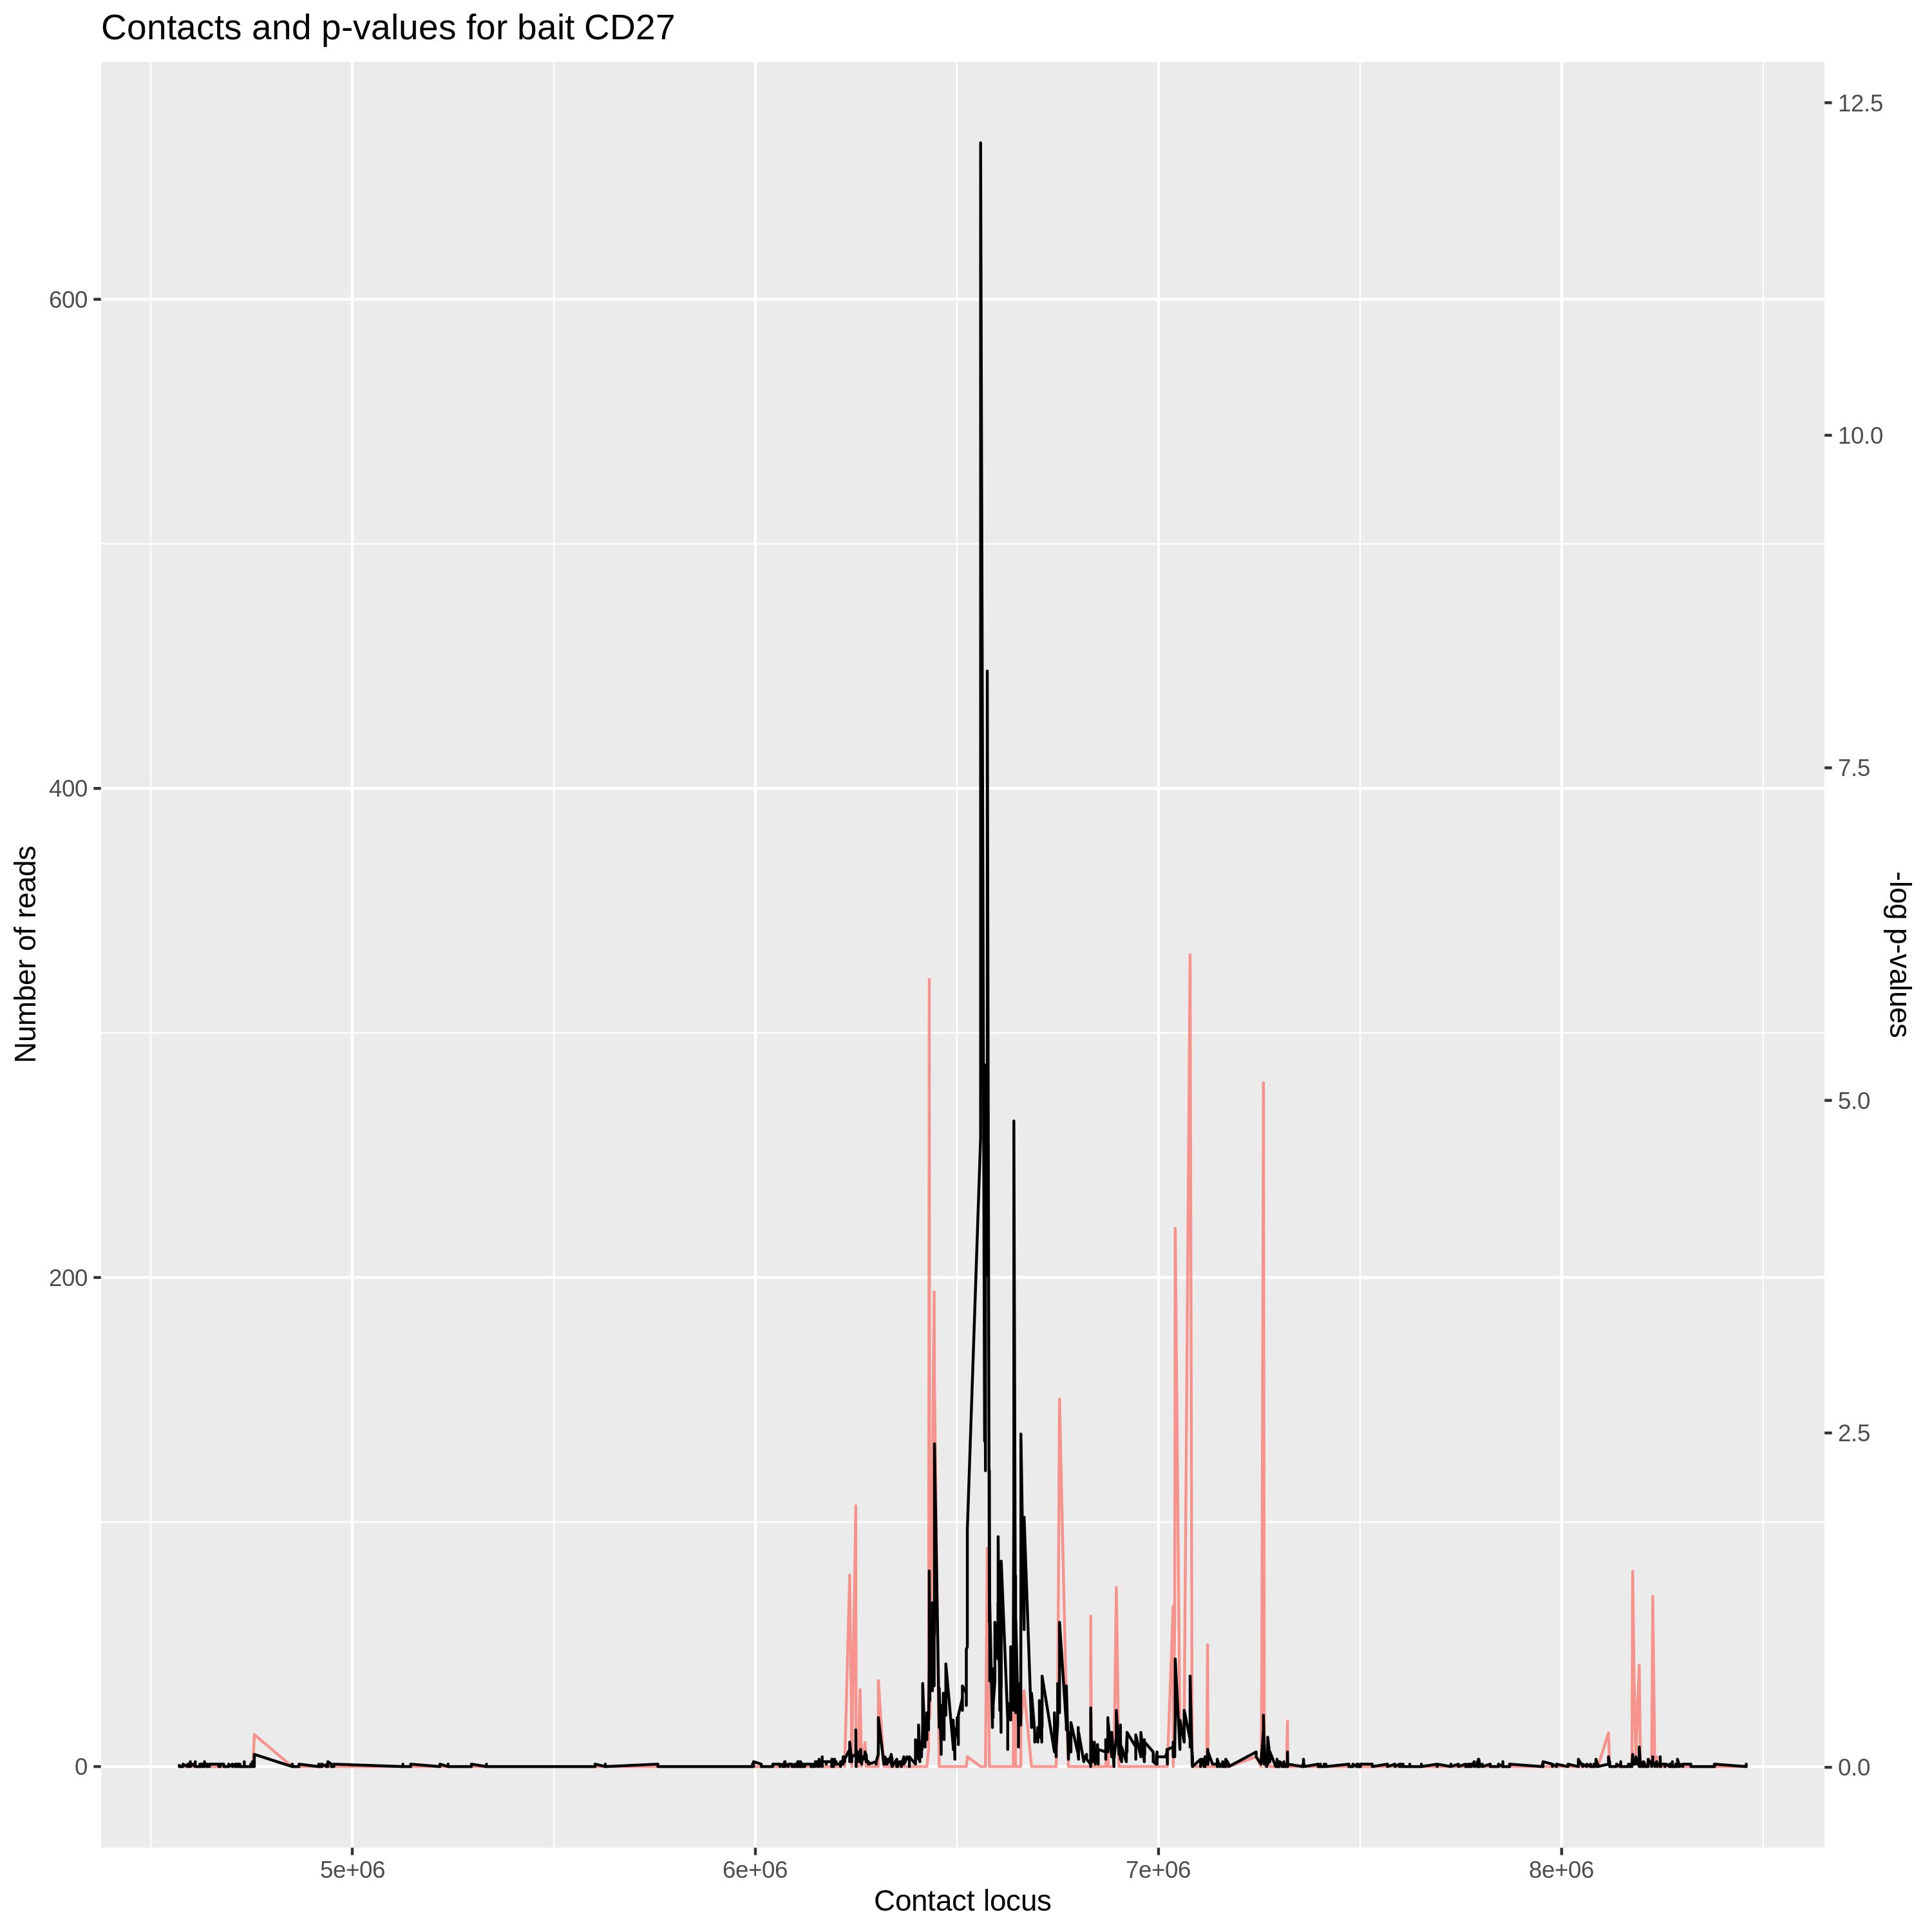 Contacts and p-values for bait CD27
12.5
600
10.0
400
7.5
Number of reads
-log p-values
5.0
200
2.5
0
0.0
5e+06
6e+06
7e+06
8e+06
Contact locus